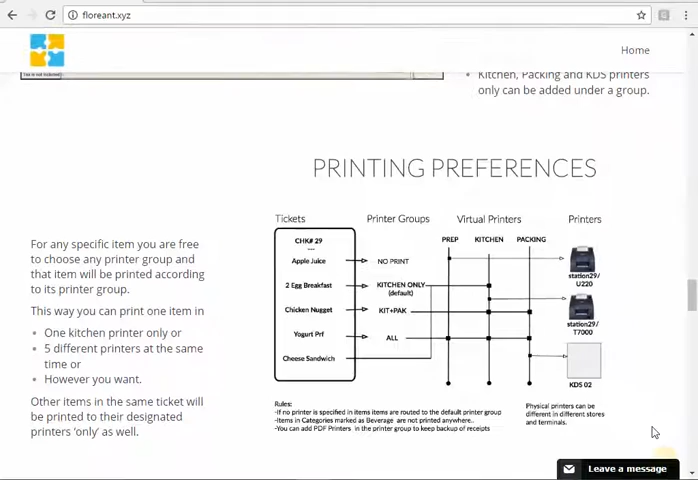 floreant.xyz
Home
Kitchen, Packing and KDS printers
only can be added under a group.
PRINTING PREFERENCES
For any specific item you are free
to choose any printer group and
that item will be printed according
to its printer group.
This way you can print one item in
One kitchen printer only or
5 different printers at the same
time or
However you want.
Other items in the same ticket will
be printed to their designated
printers ‘only’ as well.
Tickets
Printer Groups
Virtual Printers
Printers
CHK# 29
PREP
KITCHEN
PACKING
Apple Juice
NO PRINT
2 Egg Breakfast
KITCHEN ONLY
(default)
Chicken Nugget
KIT+PAK
Yogurt Prf
ALL
Cheese Sandwich
station29/
U220
station29/
T7000
KDS 02
Rules:
-If no printer is specified in items items are routed to the default printer group
-Items in Categories marked as Beverage are not printed anywhere..
-You can add PDF Printers in the printer group to keep backup of receipts
Physical printers can be
different in different stores
and terminals.
Leave a message